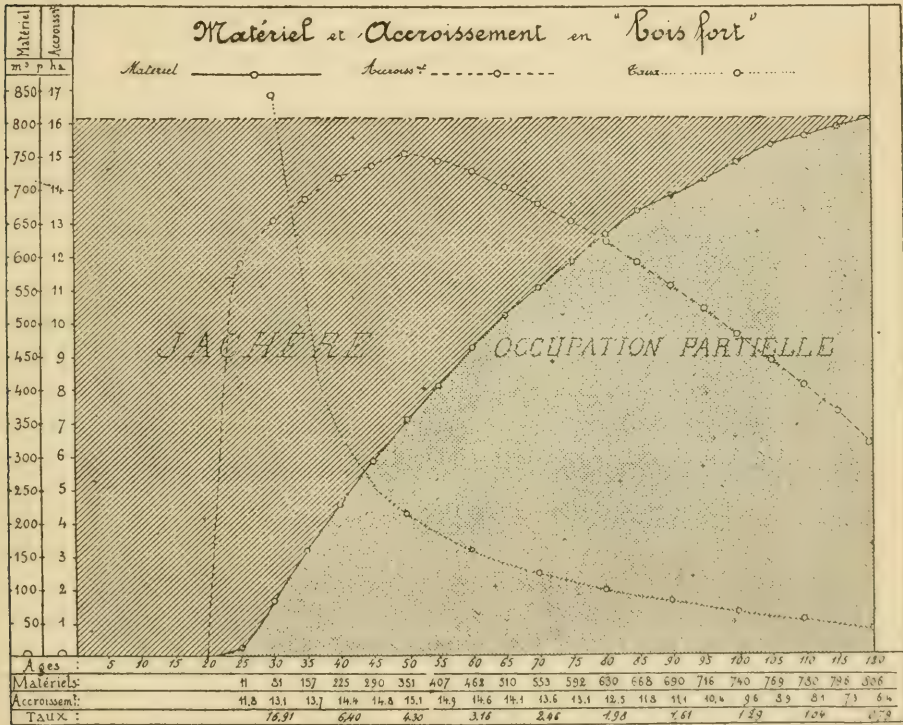 Matériel et Accroissement en "bois fort"
Matériel
Accroisst
m³ p ha
Matériel Accroisst Taux
850 17
800 16
750 15
700 14
650 13
600 12
550 11
500 10
450 9
400 8
350 7
300 6
250 5
200 4
150 3
100 2
50 1
0 0
JACHÈRE OCCUPATION PARTIELLE
Ages : 5 10 15 20 25 30 35 40 45 50 55 60 65 70 75 80 85 90 95 100 105 110 115 120
Matériels: 11 81 157 225 290 351 407 462 510 553 592 630 668 690 716 740 769 780 796 806
Accroissemt: 11,8 13,1 13,7 14,4 14,8 15,1 14,9 14,6 14,1 13,6 13,1 12,5 11,8 11,1 10,4 9,6 8,9 8,1 7,3 6,4
TAUX : 16,91 6,40 4,30 3,16 2,46 1,98 1,61 1,29 1,04 0,79